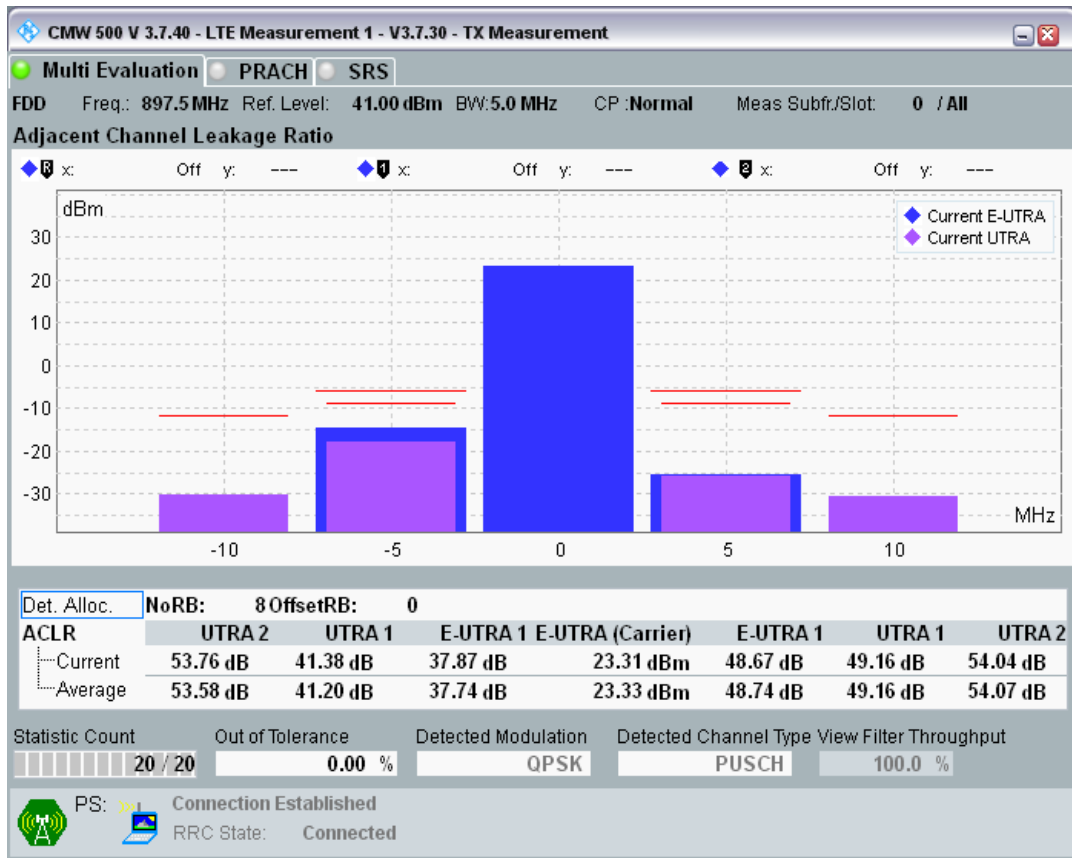 CMW 500 V 3.7.40 - LTE Measurement 1 - V3.7.30 - TX Measurement
Multi Evaluation PRACH SRS
FDD Freq.: 897.5 MHz Ref. Level: 41.00 dBm BW:5.0 MHz CP :Normal Meas Subfr./Slot: 0 / All
Adjacent Channel Leakage Ratio
R x: Off y: --- 1 x: Off y: --- 2 x: Off y: ---
dBm
Current E-UTRA
Current UTRA
30
20
10
0
-10
-20
-30
MHz
-10 -5 0 5 10
Det. Alloc. NoRB: 8 OffsetRB: 0
ACLR UTRA 2 UTRA 1 E-UTRA 1 E-UTRA (Carrier) E-UTRA 1 UTRA 1 UTRA 2
Current 53.76 dB 41.38 dB 37.87 dB 23.31 dBm 48.67 dB 49.16 dB 54.04 dB
Average 53.58 dB 41.20 dB 37.74 dB 23.33 dBm 48.74 dB 49.16 dB 54.07 dB
Statistic Count Out of Tolerance Detected Modulation Detected Channel Type View Filter Throughput
20 / 20 0.00 % QPSK PUSCH 100.0 %
PS: Connection Established
RRC State: Connected